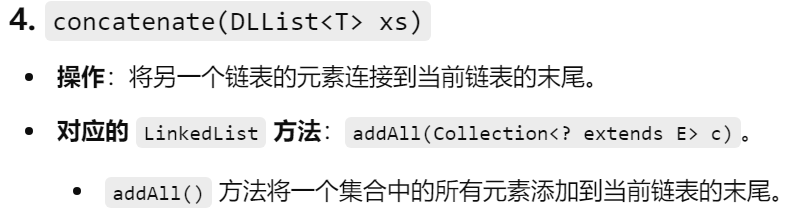 4. concatenate(DLList<T> xs)
• 操作：将另一个链表的元素连接到当前链表的末尾。
• 对应的 LinkedList 方法：addAll(Collection<? extends E> c)。
• addAll() 方法将一个集合中的所有元素添加到当前链表的末尾。